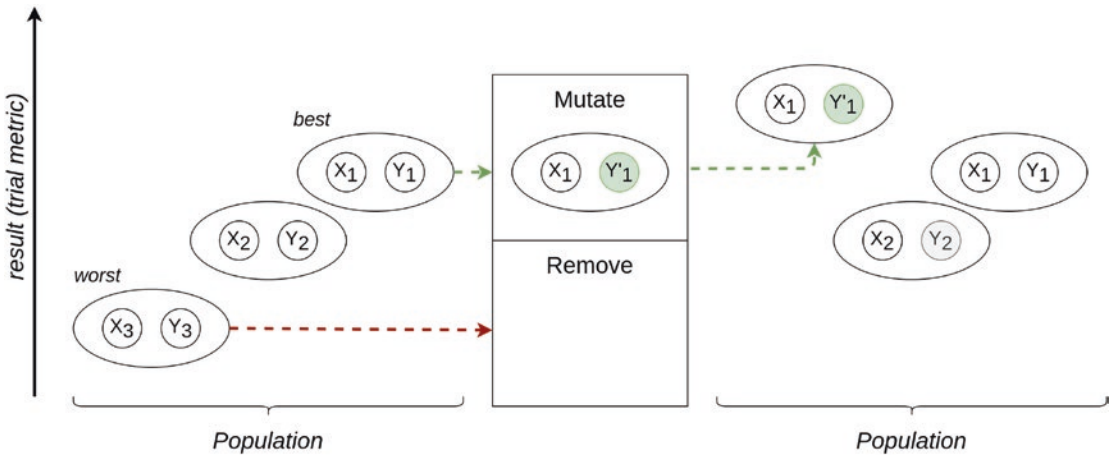 result (trial metric)
best
X1 Y1
X2 Y2
worst
X3 Y3
Population
Mutate
X1 Y'1
Remove
X1 Y'1
X1 Y1
X2 Y2
Population